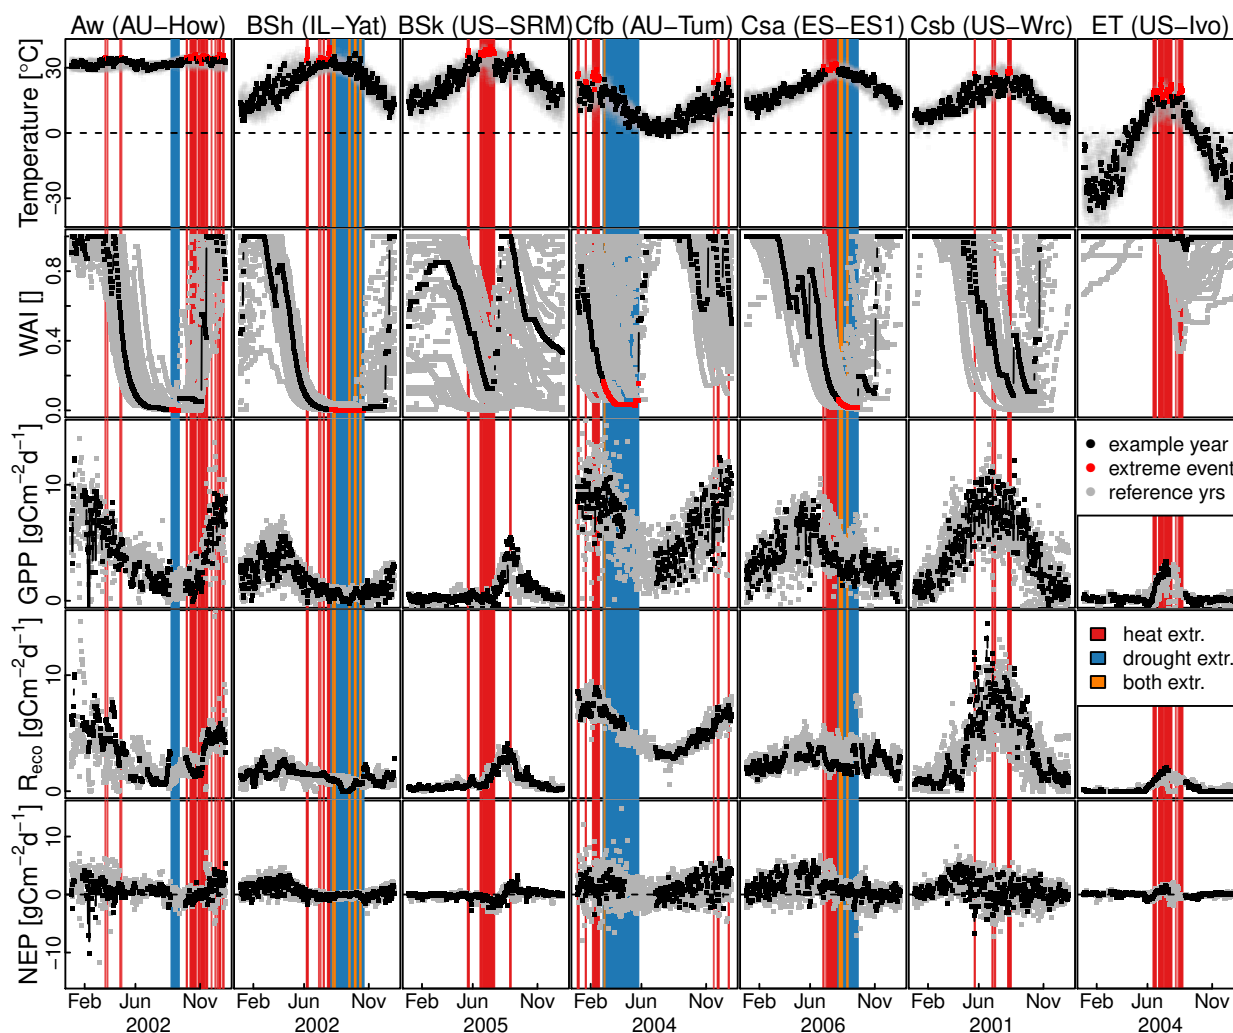 Aw (AU−How) BSh (IL−Yat) BSk (US−SRM) Cfb (AU−Tum) Csa (ES−ES1) Csb (US−Wrc) ET (US−Ivo)
Temperature [°C]
30
0
−30
WAI []
0.8
0.4
0.0
GPP [gCm−2d−1]
10
5
0
example year
extreme event
reference yrs
Reco [gCm−2d−1]
10
5
0
heat extr.
drought extr.
both extr.
NEP [gCm−2d−1]
10
0
−10
Feb Jun Nov Feb Jun Nov Feb Jun Nov Feb Jun Nov Feb Jun Nov Feb Jun Nov Feb Jun Nov
2002 2002 2005 2004 2006 2001 2004